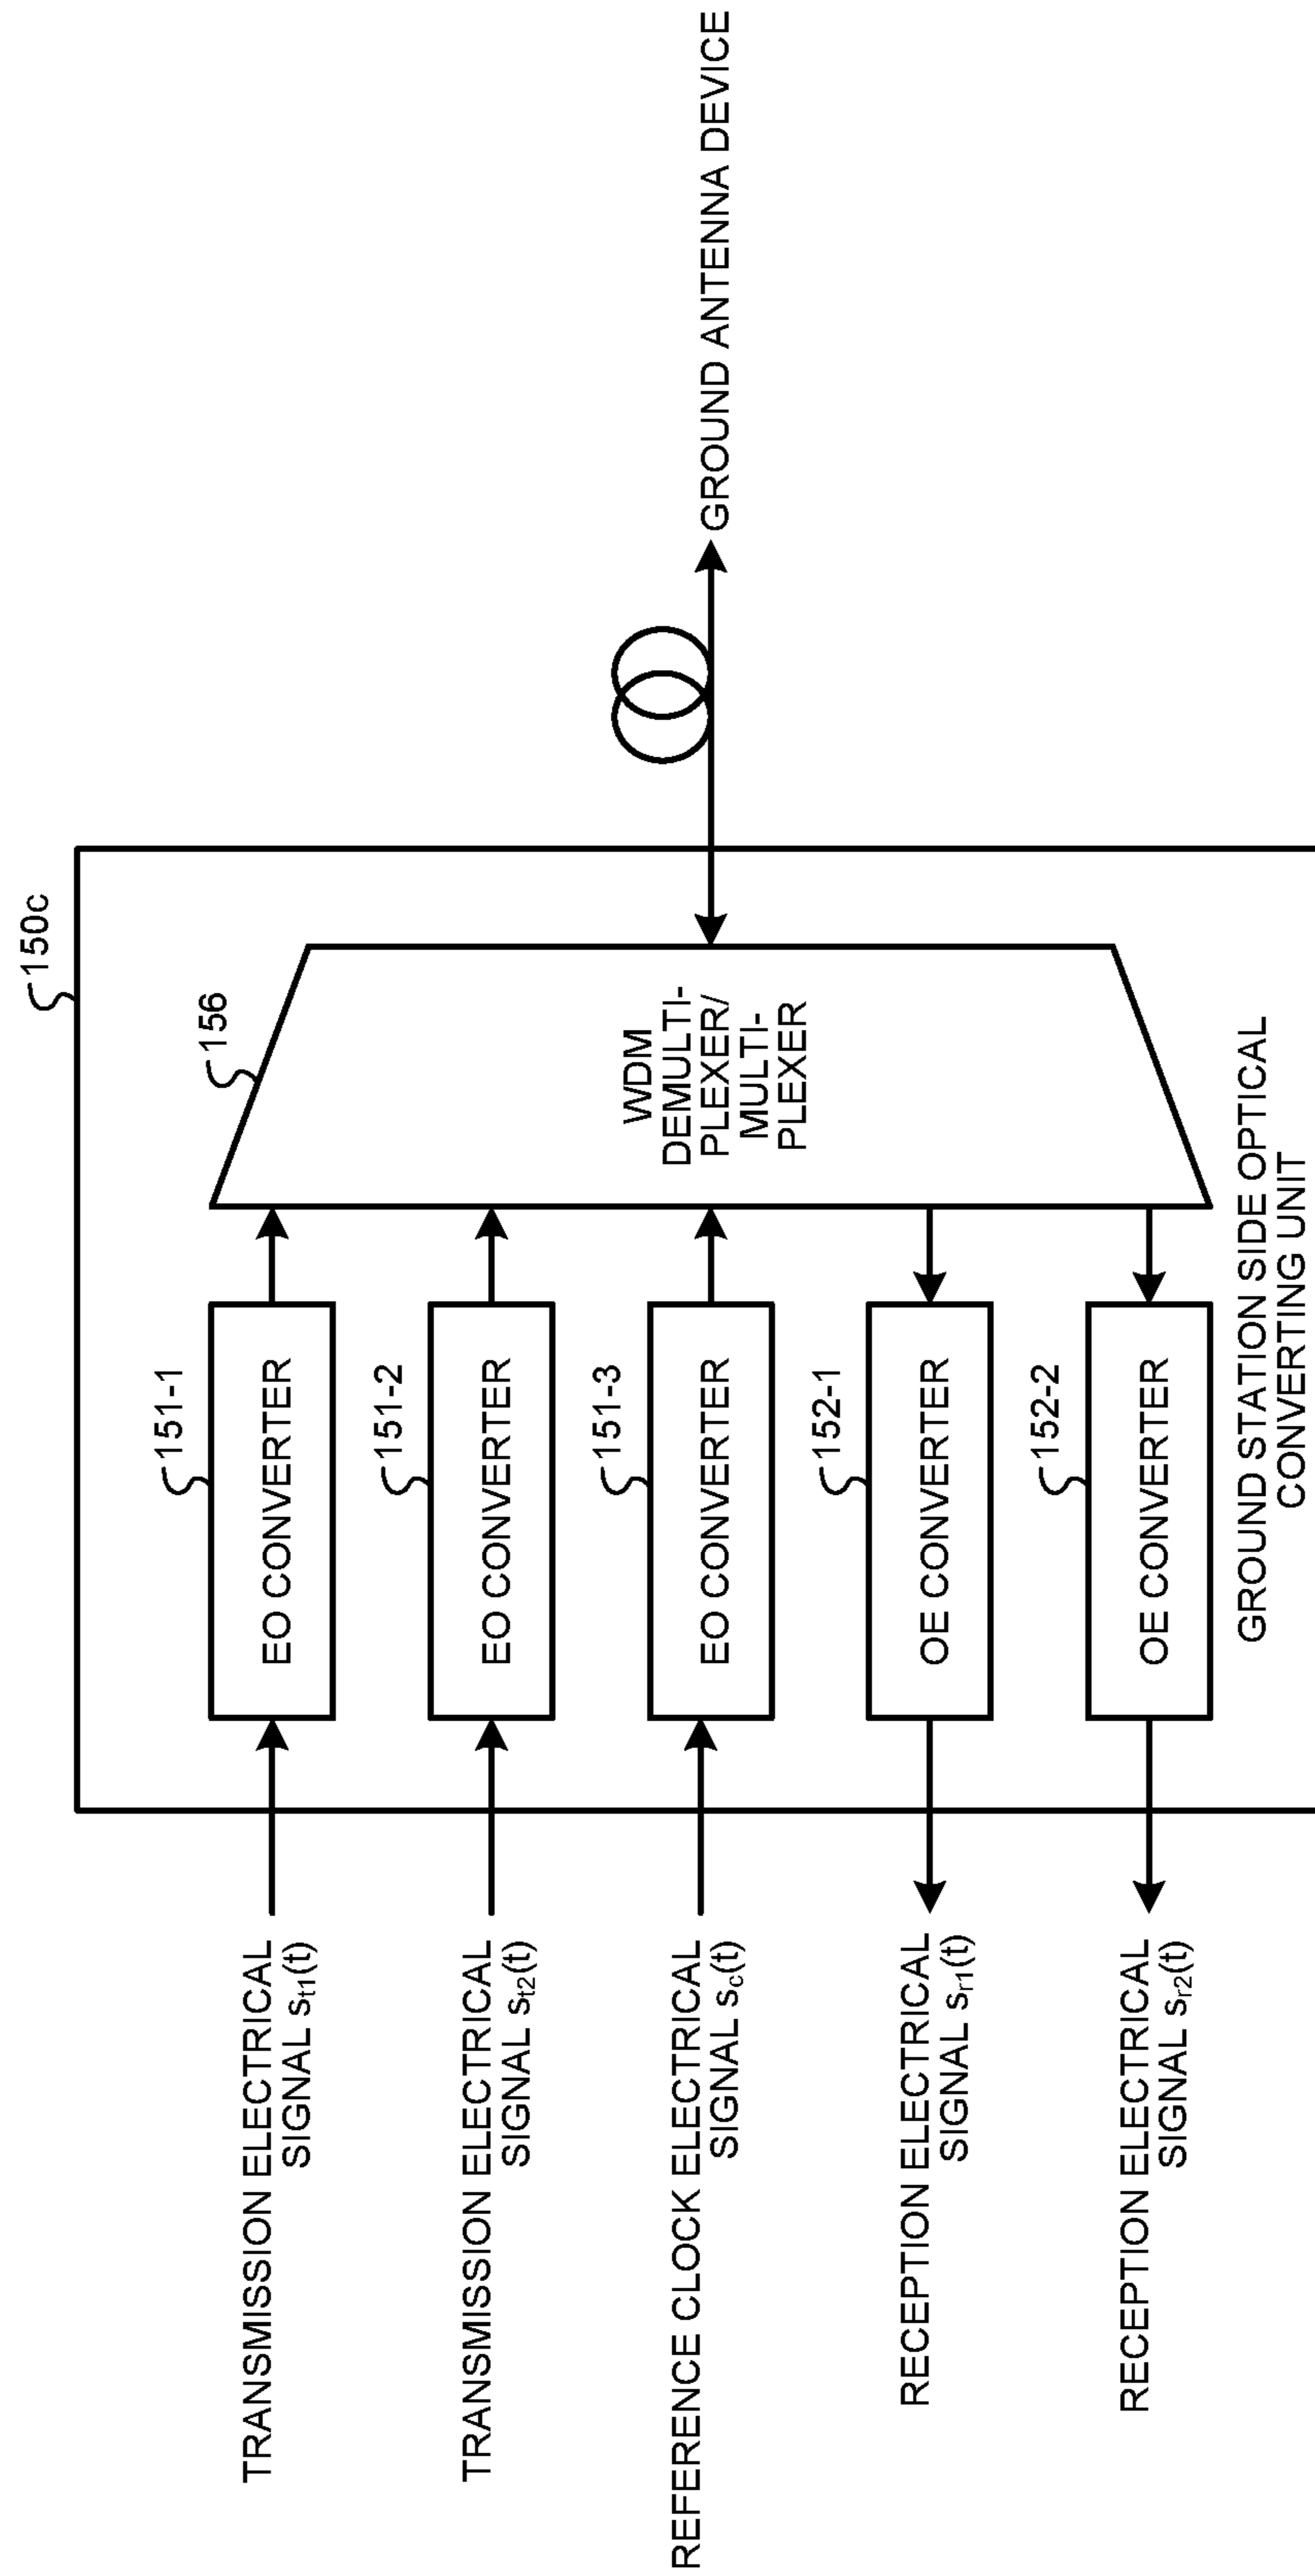 150c
156
151-1
151-2
151-3
152-1
152-2
TRANSMISSION ELECTRICAL
SIGNAL st1(t)
TRANSMISSION ELECTRICAL
SIGNAL st2(t)
REFERENCE CLOCK ELECTRICAL
SIGNAL sc(t)
RECEPTION ELECTRICAL
SIGNAL sr1(t)
RECEPTION ELECTRICAL
SIGNAL sr2(t)
EO CONVERTER
EO CONVERTER
EO CONVERTER
OE CONVERTER
OE CONVERTER
WDM
DEMULTI-
PLEXER/
MULTI-
PLEXER
GROUND STATION SIDE OPTICAL
CONVERTING UNIT
GROUND ANTENNA DEVICE